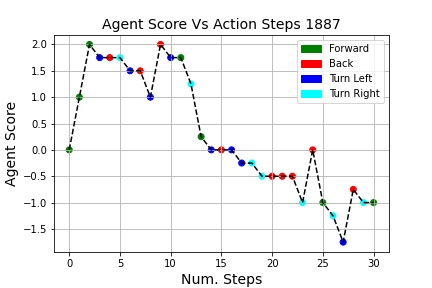 Agent Score Vs Action Steps 1887
Agent Score
2.0
1.5
1.0
0.5
0.0
−0.5
−1.0
−1.5
Forward
Back
Turn Left
Turn Right
0 5 10 15 20 25 30
Num. Steps